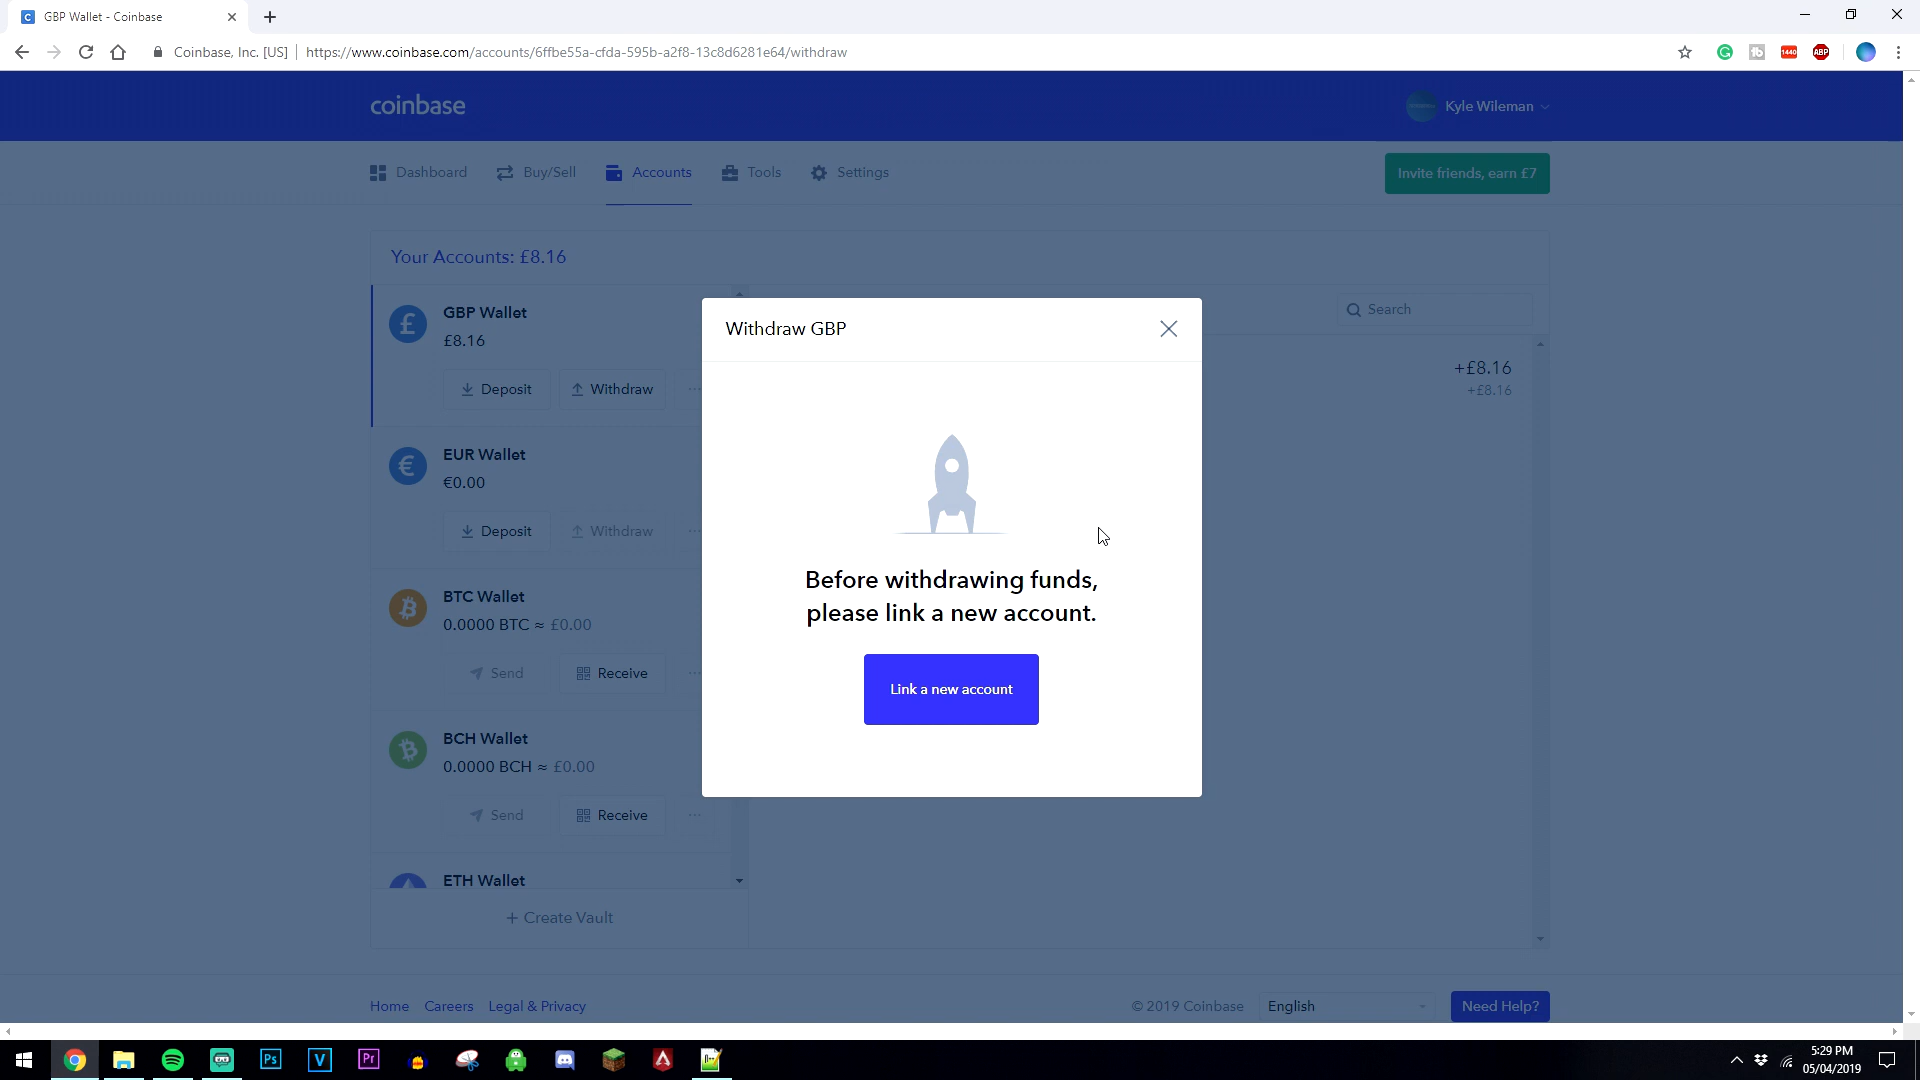 GBP Wallet - Coinbase
Coinbase, Inc. [US] | https://www.coinbase.com/accounts/6ffbe55a-cfda-595b-a2f8-13c8d6281e64/withdraw
1440
ABP
coinbase
Kyle Wileman
Dashboard
Buy/Sell
Accounts
Tools
Settings
Invite friends, earn £7
Your Accounts: £8.16
GBP Wallet
£8.16
Deposit
Withdraw
EUR Wallet
€0.00
Deposit
Withdraw
BTC Wallet
0.0000 BTC ≈ £0.00
Send
Receive
BCH Wallet
0.0000 BCH ≈ £0.00
Send
Receive
ETH Wallet
+ Create Vault
Withdraw GBP
Before withdrawing funds,
please link a new account.
Link a new account
Search
+£8.16
+£8.16
Home
Careers
Legal & Privacy
© 2019 Coinbase
English
Need Help?
Ps
V
Pr
5:29 PM
05/04/2019